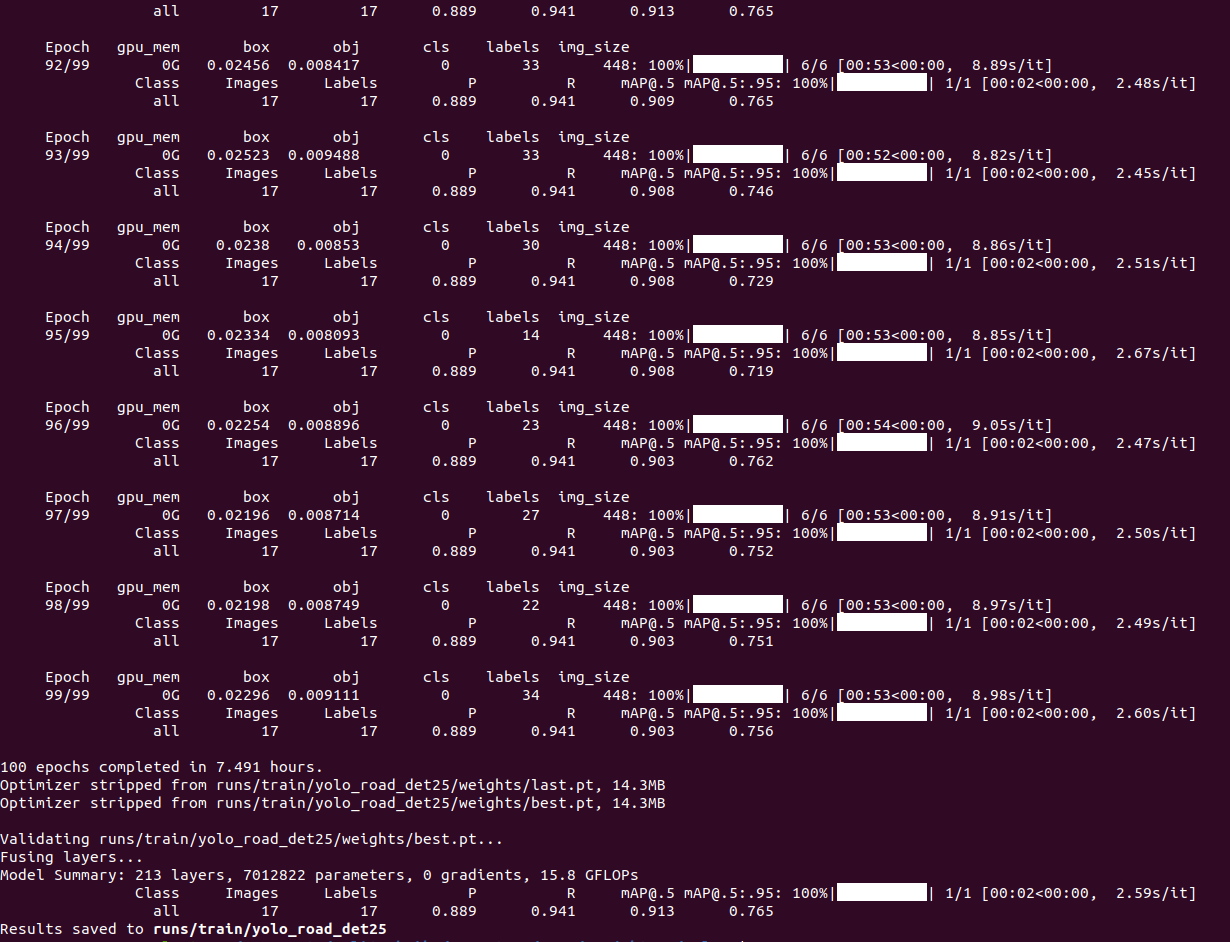 all 17 17 0.889 0.941 0.913 0.765
Epoch gpu_mem box obj cls labels img_size
92/99 0G 0.02456 0.008417 0 33 448: 100%| | 6/6 [00:53<00:00, 8.89s/it]
Class Images Labels P R mAP@.5 mAP@.5:.95: 100%| | 1/1 [00:02<00:00, 2.48s/it]
all 17 17 0.889 0.941 0.909 0.765
Epoch gpu_mem box obj cls labels img_size
93/99 0G 0.02523 0.009488 0 33 448: 100%| | 6/6 [00:52<00:00, 8.82s/it]
Class Images Labels P R mAP@.5 mAP@.5:.95: 100%| | 1/1 [00:02<00:00, 2.45s/it]
all 17 17 0.889 0.941 0.908 0.746
Epoch gpu_mem box obj cls labels img_size
94/99 0G 0.0238 0.00853 0 30 448: 100%| | 6/6 [00:53<00:00, 8.86s/it]
Class Images Labels P R mAP@.5 mAP@.5:.95: 100%| | 1/1 [00:02<00:00, 2.51s/it]
all 17 17 0.889 0.941 0.908 0.729
Epoch gpu_mem box obj cls labels img_size
95/99 0G 0.02334 0.008093 0 14 448: 100%| | 6/6 [00:53<00:00, 8.85s/it]
Class Images Labels P R mAP@.5 mAP@.5:.95: 100%| | 1/1 [00:02<00:00, 2.67s/it]
all 17 17 0.889 0.941 0.908 0.719
Epoch gpu_mem box obj cls labels img_size
96/99 0G 0.02254 0.008896 0 23 448: 100%| | 6/6 [00:54<00:00, 9.05s/it]
Class Images Labels P R mAP@.5 mAP@.5:.95: 100%| | 1/1 [00:02<00:00, 2.47s/it]
all 17 17 0.889 0.941 0.903 0.762
Epoch gpu_mem box obj cls labels img_size
97/99 0G 0.02196 0.008714 0 27 448: 100%| | 6/6 [00:53<00:00, 8.91s/it]
Class Images Labels P R mAP@.5 mAP@.5:.95: 100%| | 1/1 [00:02<00:00, 2.50s/it]
all 17 17 0.889 0.941 0.903 0.752
Epoch gpu_mem box obj cls labels img_size
98/99 0G 0.02198 0.008749 0 22 448: 100%| | 6/6 [00:53<00:00, 8.97s/it]
Class Images Labels P R mAP@.5 mAP@.5:.95: 100%| | 1/1 [00:02<00:00, 2.49s/it]
all 17 17 0.889 0.941 0.903 0.751
Epoch gpu_mem box obj cls labels img_size
99/99 0G 0.02296 0.009111 0 34 448: 100%| | 6/6 [00:53<00:00, 8.98s/it]
Class Images Labels P R mAP@.5 mAP@.5:.95: 100%| | 1/1 [00:02<00:00, 2.60s/it]
all 17 17 0.889 0.941 0.903 0.756
100 epochs completed in 7.491 hours.
Optimizer stripped from runs/train/yolo_road_det25/weights/last.pt, 14.3MB
Optimizer stripped from runs/train/yolo_road_det25/weights/best.pt, 14.3MB
Validating runs/train/yolo_road_det25/weights/best.pt...
Fusing layers...
Model Summary: 213 layers, 7012822 parameters, 0 gradients, 15.8 GFLOPs
Class Images Labels P R mAP@.5 mAP@.5:.95: 100%| | 1/1 [00:02<00:00, 2.59s/it]
all 17 17 0.889 0.941 0.913 0.765
Results saved to runs/train/yolo_road_det25